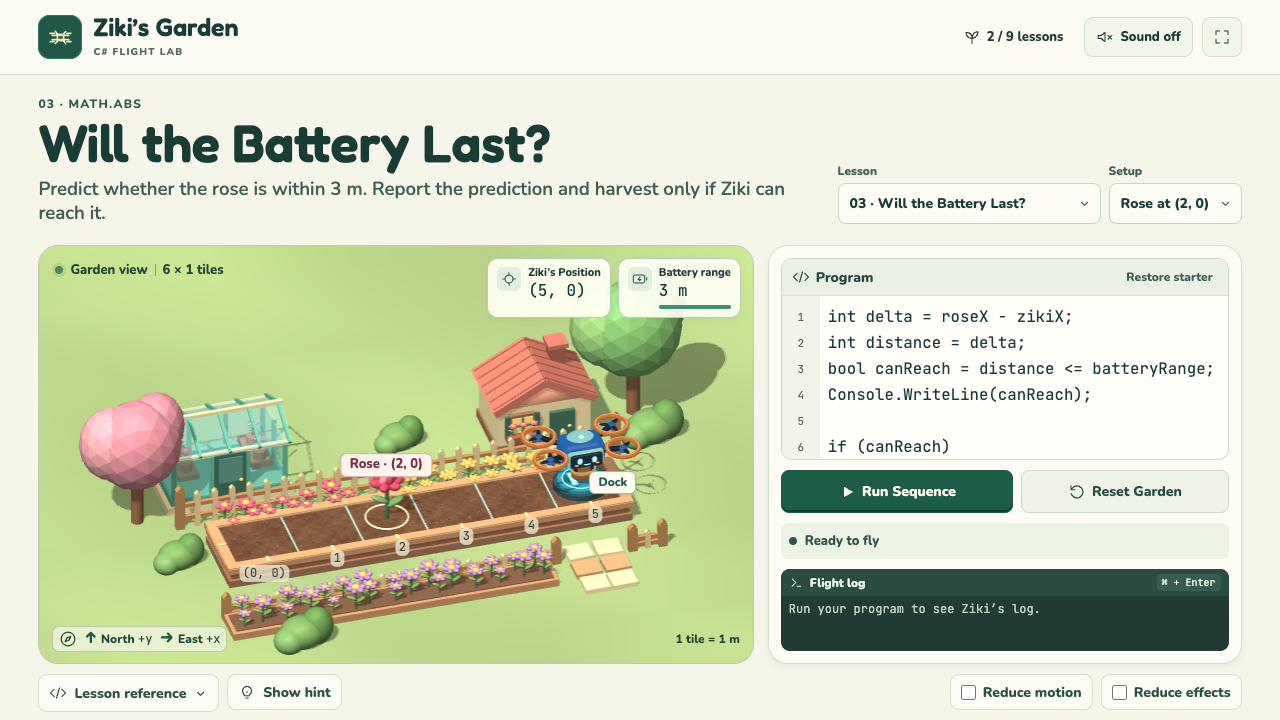 Ziki's Garden
C# FLIGHT LAB
2 / 9 lessons
Sound off
03 · MATH.ABS
Will the Battery Last?
Predict whether the rose is within 3 m. Report the prediction and harvest only if Ziki can
reach it.
Lesson
03 · Will the Battery Last?
Setup
Rose at (2, 0)
Garden view | 6 × 1 tiles
Ziki's Position
(5, 0)
Battery range
3 m
Rose · (2, 0)
Dock
(0, 0)
1
2
3
4
5
↑ North +y → East +x
1 tile = 1 m
</> Program
Restore starter
1 int delta = roseX - zikiX;
2 int distance = delta;
3 bool canReach = distance <= batteryRange;
4 Console.WriteLine(canReach);
5
6 if (canReach)
Run Sequence
Reset Garden
Ready to fly
>_ Flight log
⌘ + Enter
Run your program to see Ziki's log.
</> Lesson reference
Show hint
Reduce motion
Reduce effects